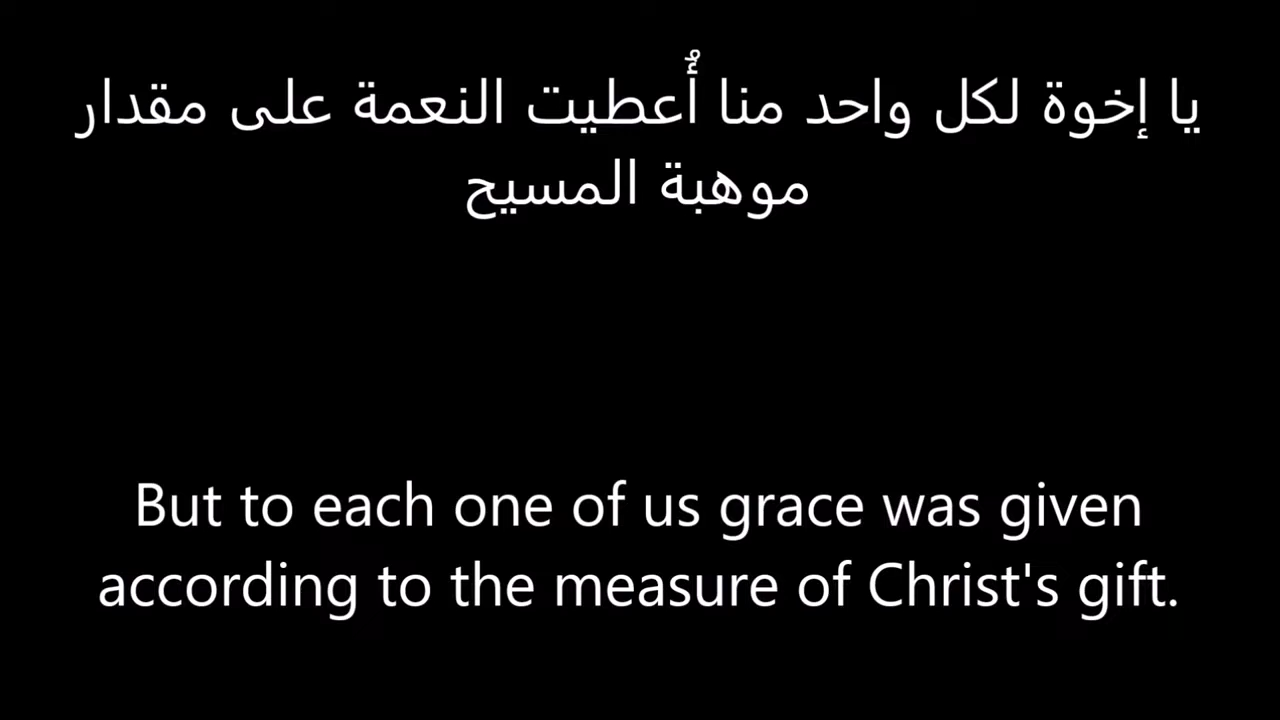 يا إخوة لكل واحد منا أُعطيت النعمة على مقدار
موهبة المسيح
But to each one of us grace was given
according to the measure of Christ's gift.